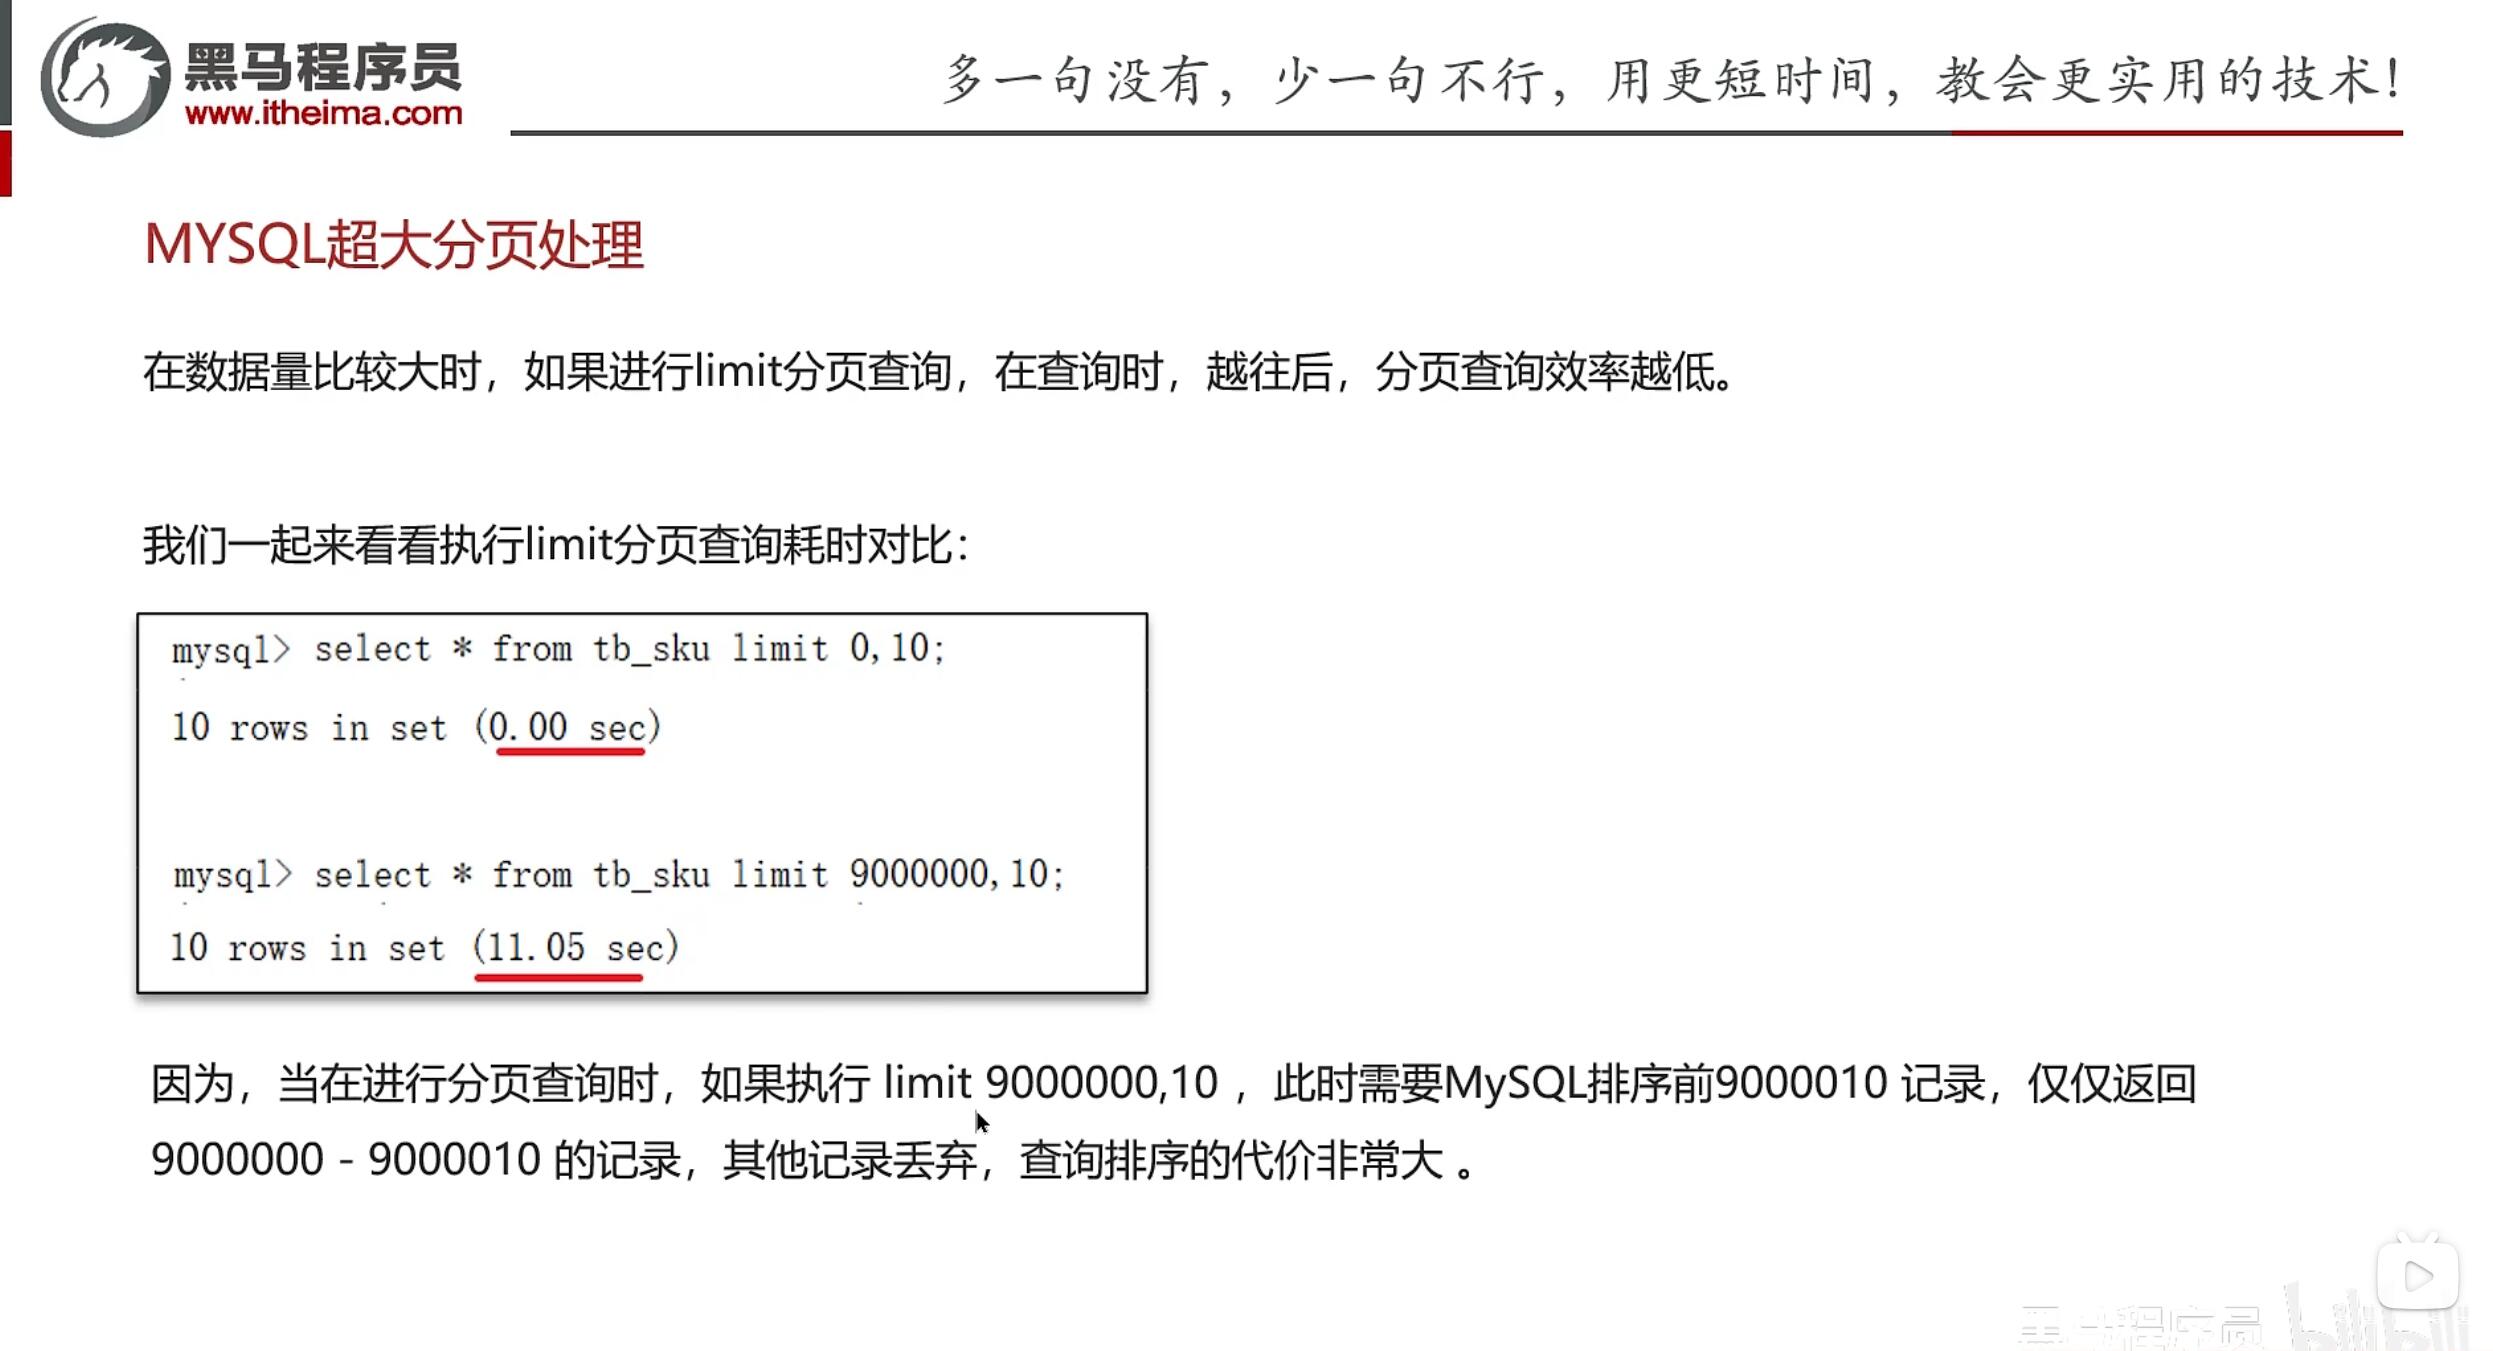 黑马程序员
www.itheima.com
多一句没有，少一句不行，用更短时间，教会更实用的技术！
MYSQL超大分页处理
在数据量比较大时，如果进行limit分页查询，在查询时，越往后，分页查询效率越低。
我们一起来看看执行limit分页查询耗时对比：
mysql> select * from tb_sku limit 0,10;
10 rows in set (0.00 sec)
mysql> select * from tb_sku limit 9000000,10;
10 rows in set (11.05 sec)
因为，当在进行分页查询时，如果执行 limit 9000000,10 ，此时需要MySQL排序前9000010 记录，仅仅返回
9000000 - 9000010 的记录，其他记录丢弃，查询排序的代价非常大 。
黑马程序员 bilibili